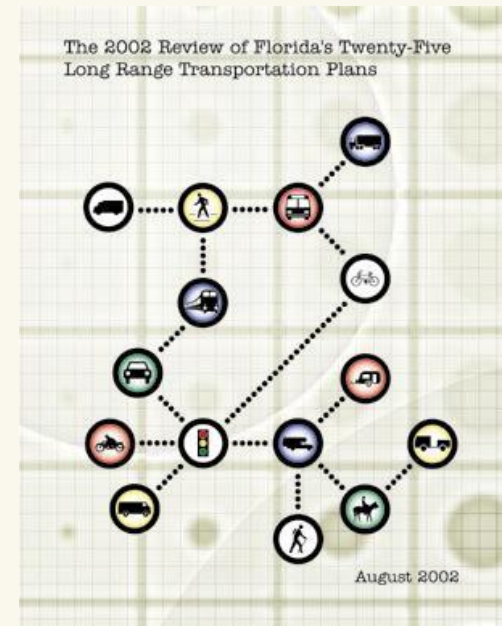 The 2002 Review of Florida's Twenty-Five
Long Range Transportation Plans
August 2002